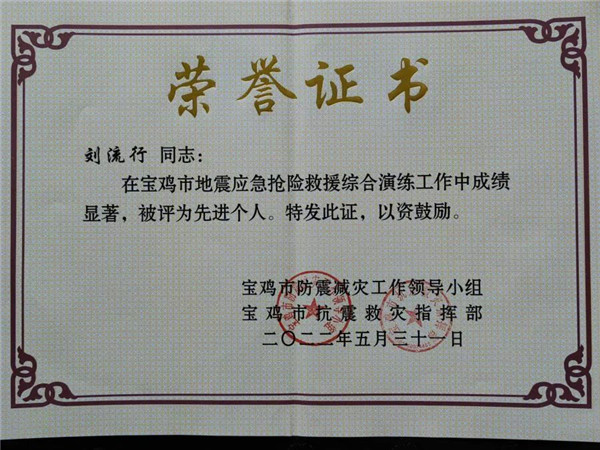 荣誉证书
刘流行 同志：
在宝鸡市地震应急抢险救援综合演练工作中成绩
显著，被评为先进个人。特发此证，以资鼓励。
宝鸡市防震减灾工作领导小组
宝鸡市抗震救灾指挥部
二〇二二年五月三十一日